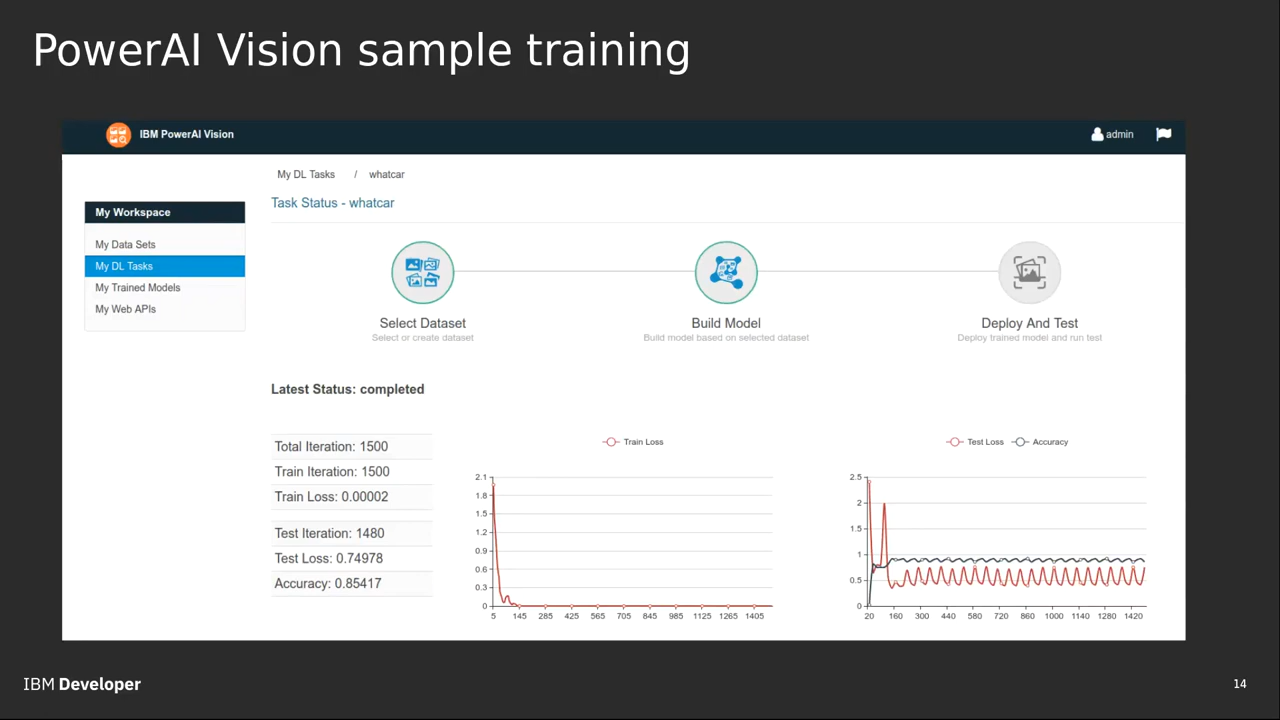 PowerAI Vision sample training
IBM PowerAI Vision
admin
My DL Tasks / whatcar
Task Status - whatcar
My Workspace
My Data Sets
My DL Tasks
My Trained Models
My Web APIs
Select Dataset
Select or create dataset
Build Model
Build model based on selected dataset
Deploy And Test
Deploy trained model and run test
Latest Status: completed
Total Iteration: 1500
Train Iteration: 1500
Train Loss: 0.00002
Test Iteration: 1480
Test Loss: 0.74978
Accuracy: 0.85417
Train Loss
2.1
1.8
1.5
1.2
0.9
0.6
0.3
0
5 145 285 425 565 705 845 985 1125 1265 1405
Test Loss Accuracy
2.5
2
1.5
1
0.5
0
20 160 300 440 580 720 860 1000 1140 1280 1420
IBM Developer
14